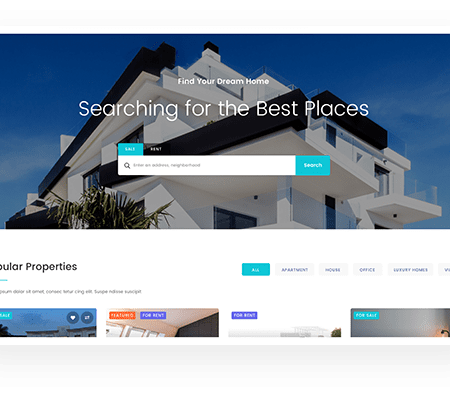 Find Your Dream Home
Searching for the Best Places
SALE RENT
Enter an address, neighborhood Search
pular Properties
ALL APARTMENT HOUSE OFFICE LUXURY HOMES
psum dolor sit amet, consec tetur cing elit. Suspe ndisse suscipit
SALE FEATURED FOR RENT FOR RENT FOR SALE